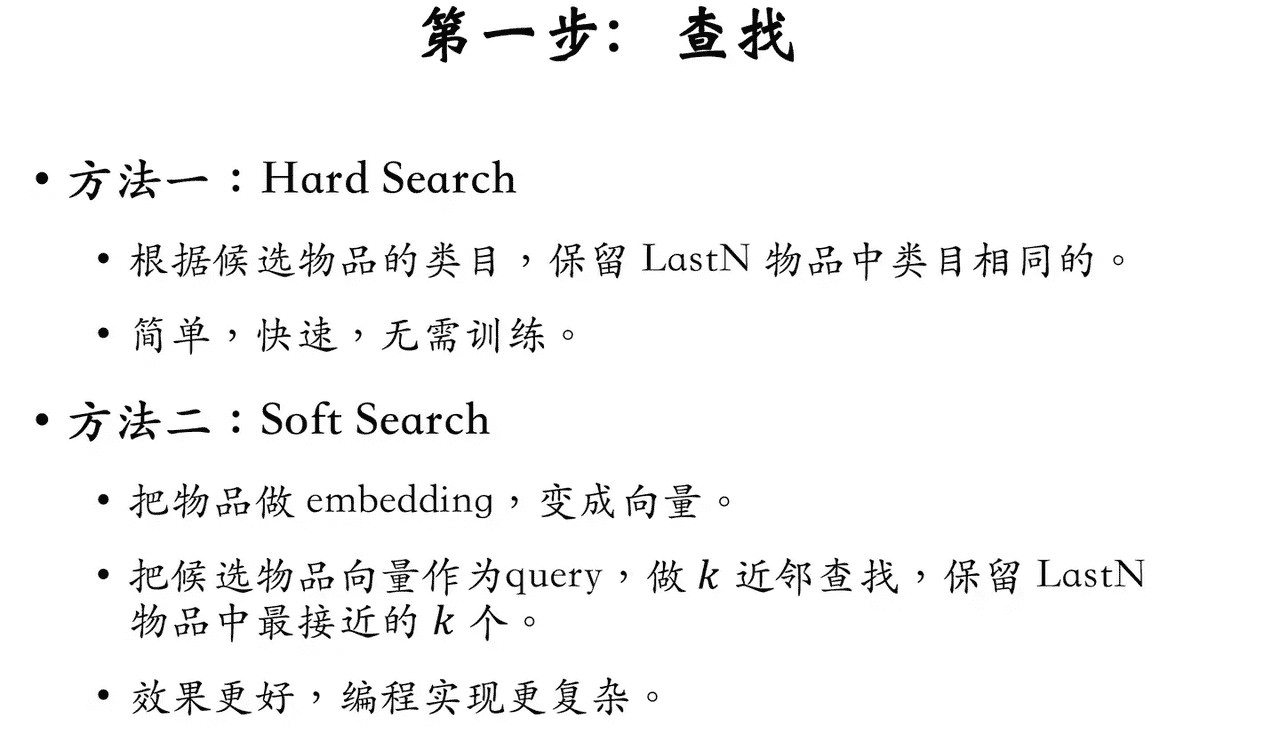 第一步： 查找
• 方法一：Hard Search
• 根据候选物品的类目，保留 LastN 物品中类目相同的。
• 简单，快速，无需训练。
• 方法二：Soft Search
• 把物品做 embedding，变成向量。
• 把候选物品向量作为query，做 k 近邻查找，保留 LastN
物品中最接近的 k 个。
• 效果更好，编程实现更复杂。